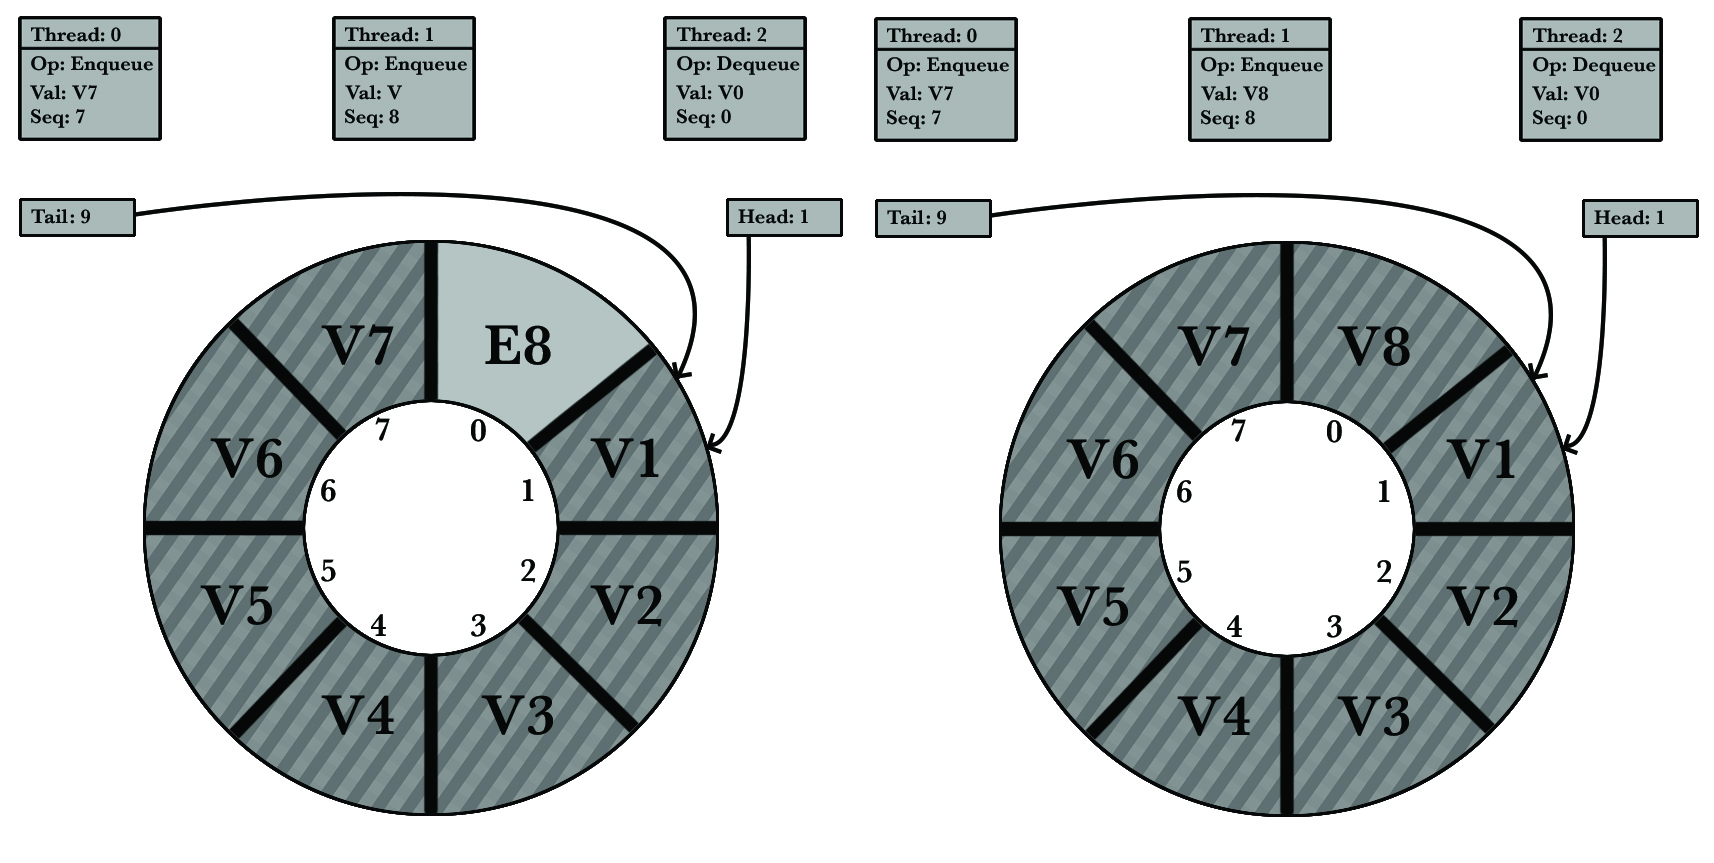 Thread: 0
Op: Enqueue
Val: V7
Seq: 7
Thread: 1
Op: Enqueue
Val: V
Seq: 8
Thread: 2
Op: Dequeue
Val: V0
Seq: 0
Tail: 9
Head: 1
V7
E8
V6
V1
V5
V2
V4
V3
7
0
6
1
5
2
4
3
Thread: 0
Op: Enqueue
Val: V7
Seq: 7
Thread: 1
Op: Enqueue
Val: V8
Seq: 8
Thread: 2
Op: Dequeue
Val: V0
Seq: 0
Tail: 9
Head: 1
V7
V8
V6
V1
V5
V2
V4
V3
7
0
6
1
5
2
4
3